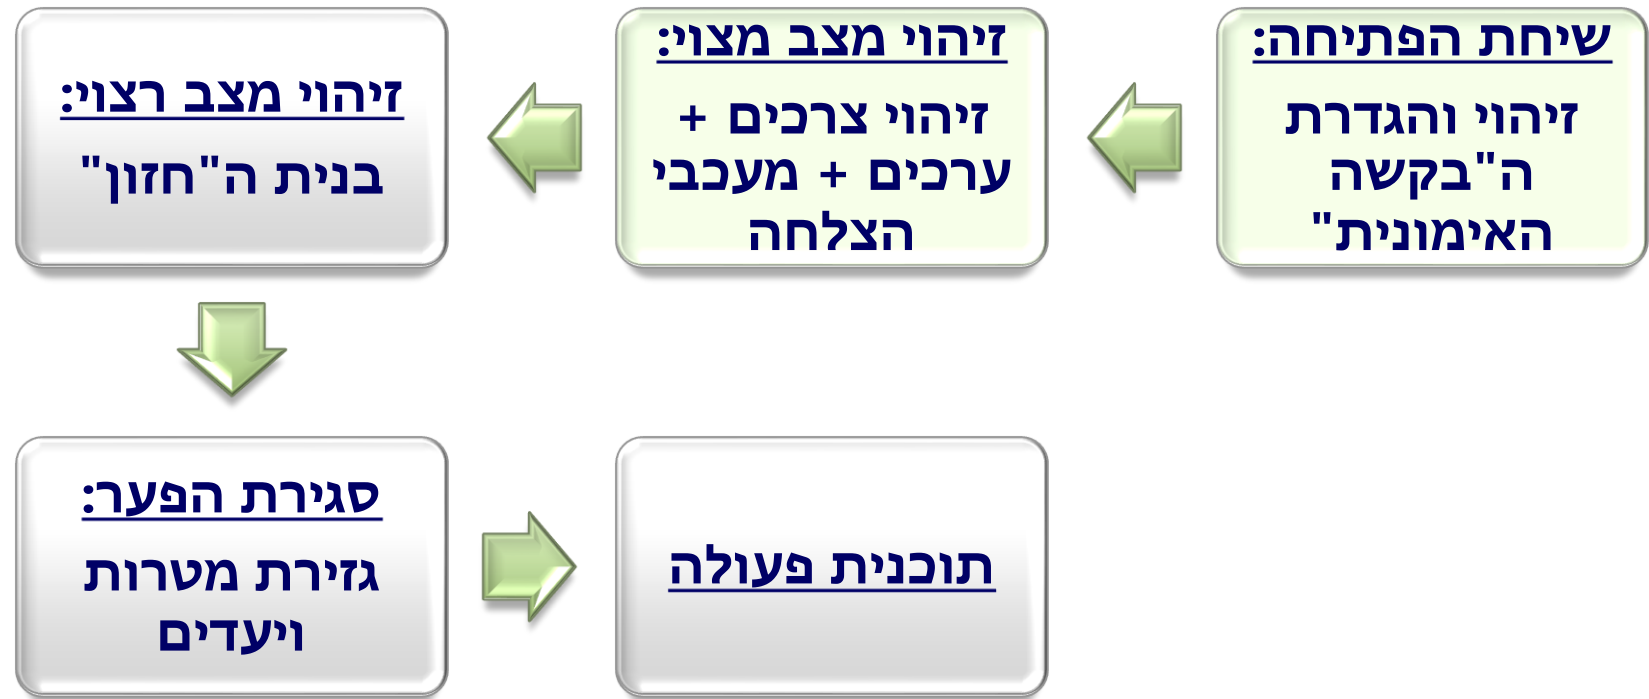 שיחת הפתיחה:
זיהוי והגדרת
ה"בקשה
האימונית"
זיהוי מצב מצוי:
זיהוי צרכים +
ערכים + מעכבי
הצלחה
זיהוי מצב רצוי:
בנית ה"חזון"
סגירת הפער:
גזירת מטרות
ויעדים
תוכנית פעולה